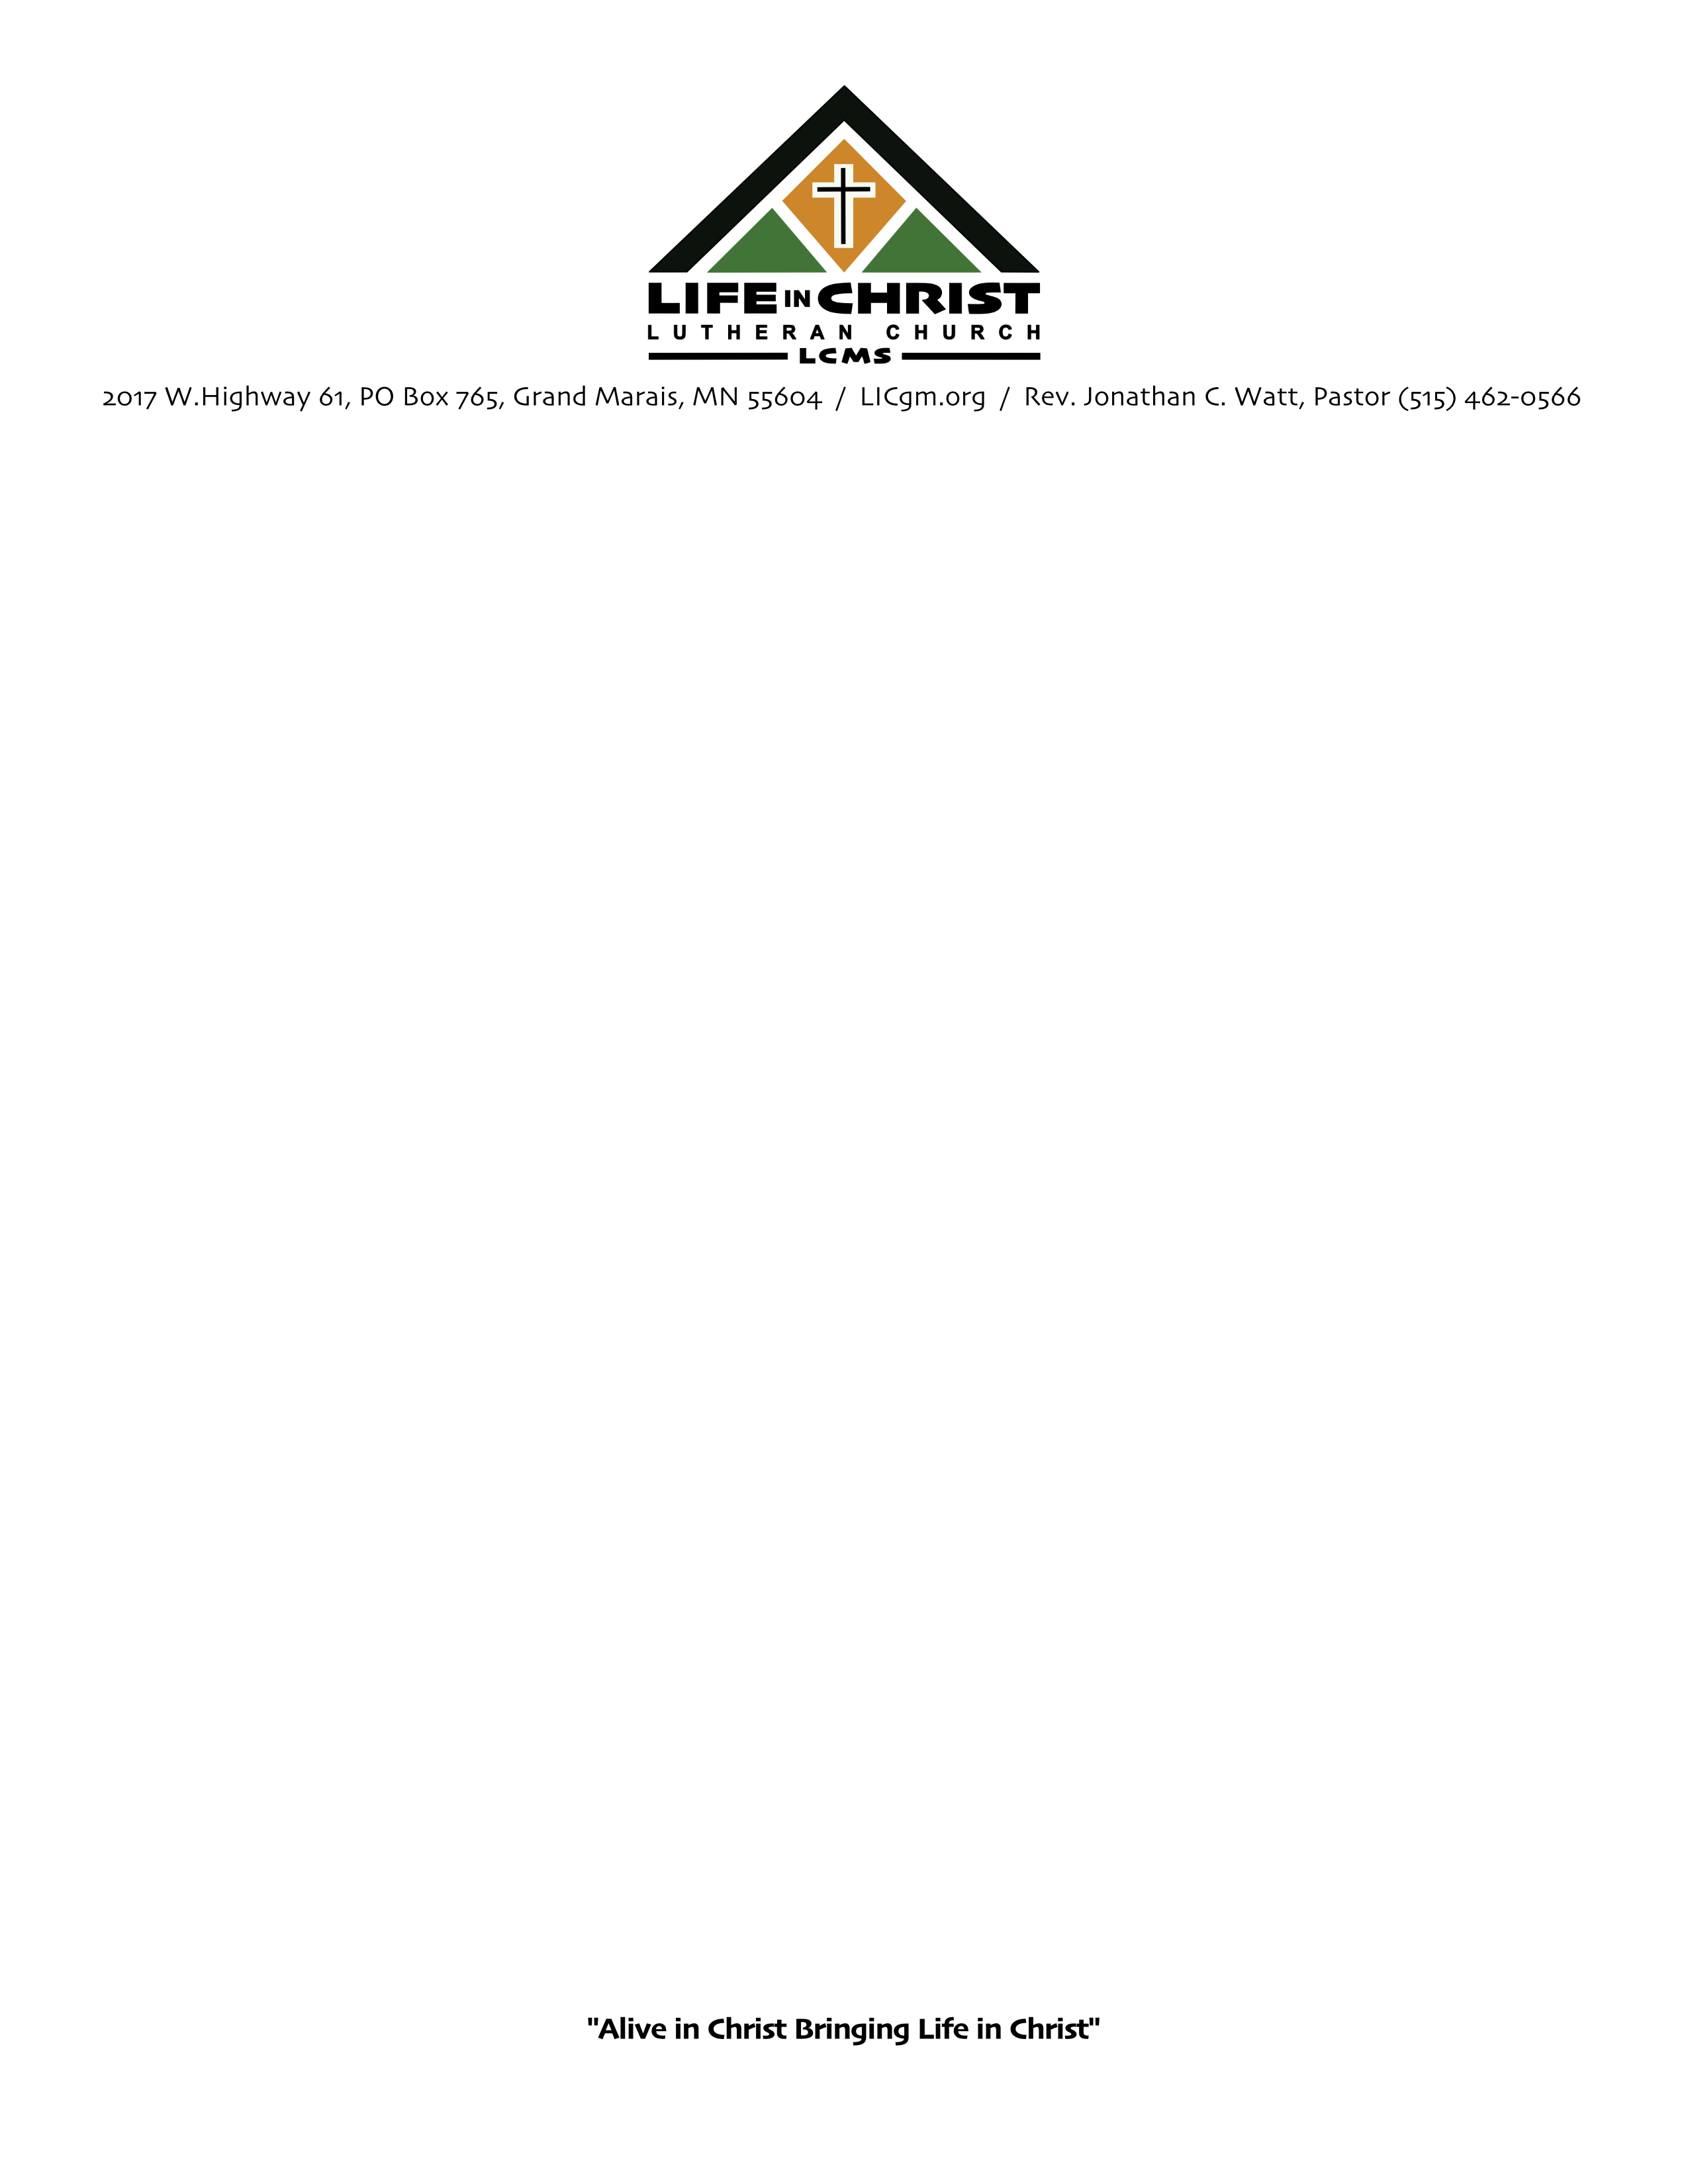 LIFE IN CHRIST
LUTHERAN CHURCH
LCMS
2017 W.Highway 61, PO Box 765, Grand Marais, MN 55604 / LICgm.org / Rev. Jonathan C. Watt, Pastor (515) 462-0566
"Alive in Christ Bringing Life in Christ"